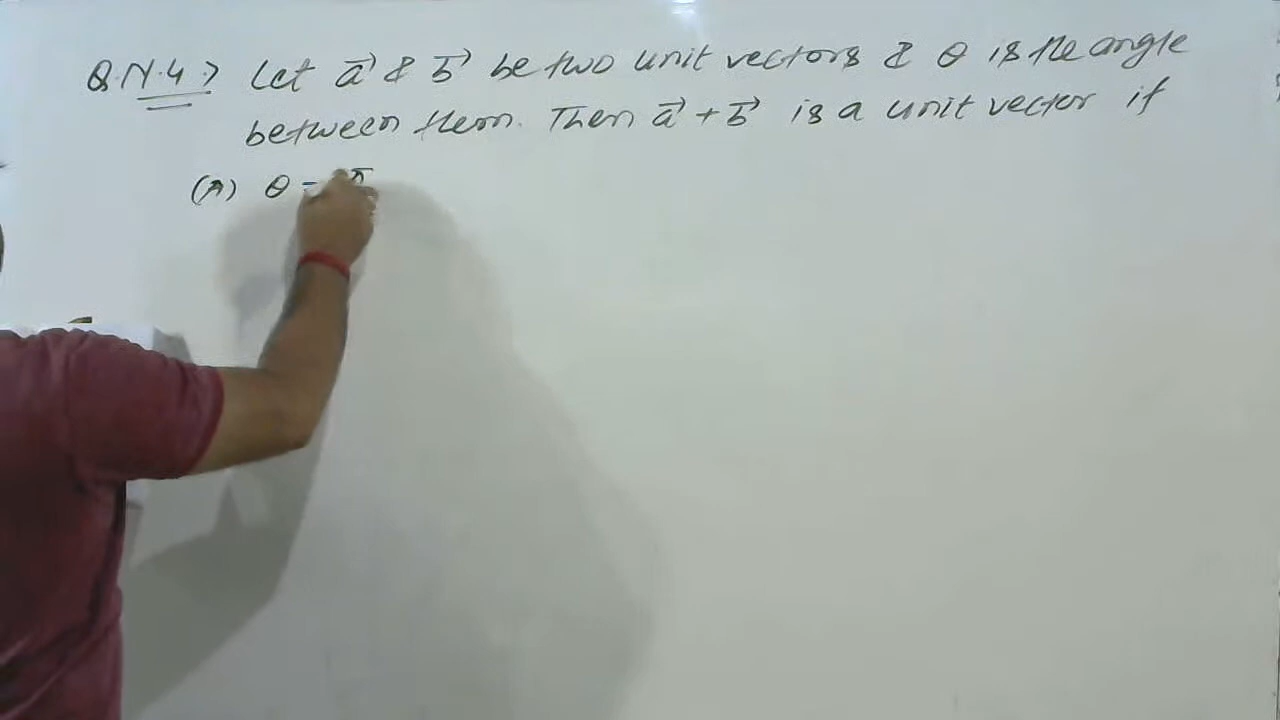 Q.N.4.> Let a⃗ & b⃗ be two unit vectors & θ is the angle
between them. Then a⃗ + b⃗ is a unit vector if
(A) θ = π